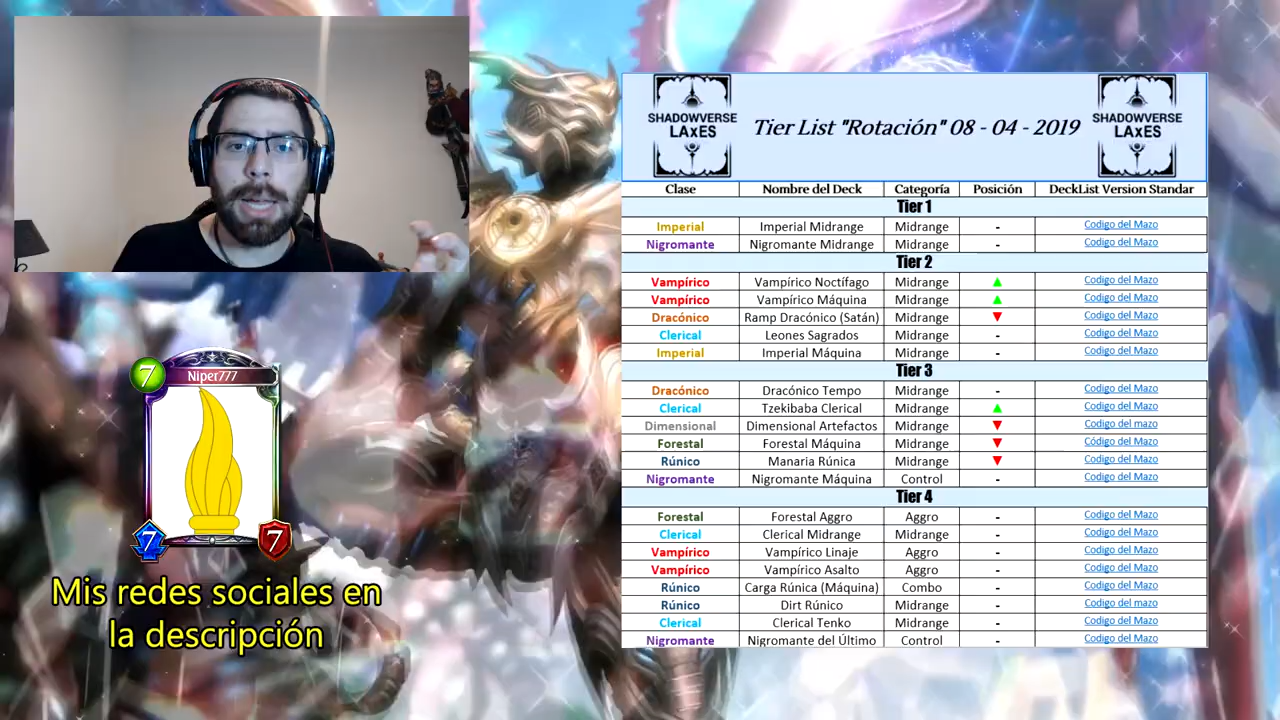 SHADOWVERSE
LAxES
Tier List "Rotación" 08 - 04 - 2019
SHADOWVERSE
LAxES
Clase Nombre del Deck Categoría Posición DeckList Version Standar
Tier 1
Imperial Imperial Midrange Midrange - Codigo del Mazo
Nigromante Nigromante Midrange Midrange - Codigo del Mazo
Tier 2
Vampírico Vampírico Noctífago Midrange ▲ Codigo del Mazo
Vampírico Vampírico Máquina Midrange ▲ Codigo del Mazo
Dracónico Ramp Dracónico (Satán) Midrange ▼ Codigo del Mazo
Clerical Leones Sagrados Midrange - Codigo del Mazo
Imperial Imperial Máquina Midrange - Codigo del Mazo
Tier 3
Dracónico Dracónico Tempo Midrange - Codigo del Mazo
Clerical Tzekibaba Clerical Midrange ▲ Codigo del Mazo
Dimensional Dimensional Artefactos Midrange ▼ Codigo del mazo
Forestal Forestal Máquina Midrange ▼ Código del Mazo
Rúnico Manaria Rúnica Midrange ▼ Codigo del Mazo
Nigromante Nigromante Máquina Control - Codigo del Mazo
Tier 4
Forestal Forestal Aggro Aggro - Codigo del Mazo
Clerical Clerical Midrange Midrange - Codigo del Mazo
Vampírico Vampírico Linaje Aggro - Codigo del Mazo
Vampírico Vampírico Asalto Aggro - Codigo del Mazo
Rúnico Carga Rúnica (Máquina) Combo - Codigo del Mazo
Rúnico Dirt Rúnico Midrange - Codigo del mazo
Clerical Clerical Tenko Midrange - Codigo del Mazo
Nigromante Nigromante del Último Control - Codigo del Mazo
7
Niper777
7
7
Mis redes sociales en
la descripción